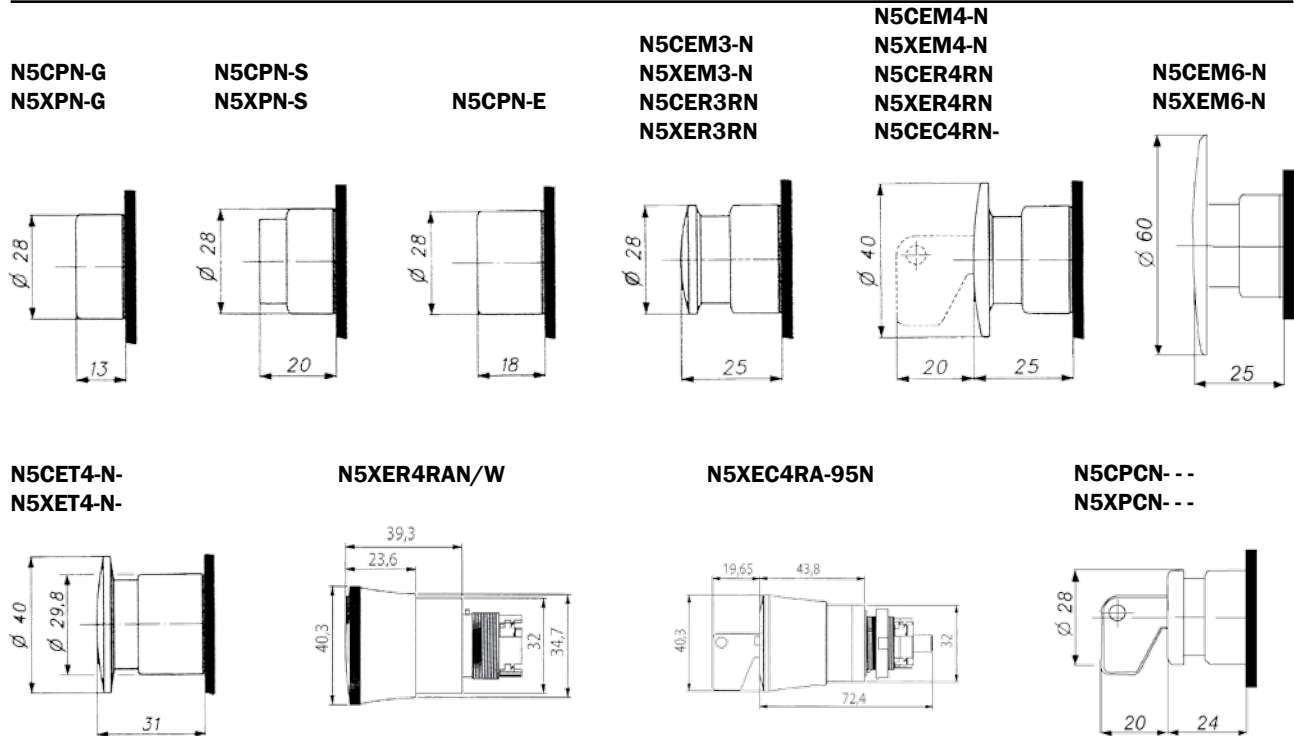 N5CPN-G
N5XPN-G
Ø 28
13
N5CPN-S
N5XPN-S
Ø 28
20
N5CPN-E
Ø 28
18
N5CEM3-N
N5XEM3-N
N5CER3RN
N5XER3RN
Ø 28
25
N5CEM4-N
N5XEM4-N
N5CER4RN
N5XER4RN
N5CEC4RN-
Ø 40
20
25
N5CEM6-N
N5XEM6-N
Ø 60
25
N5CET4-N-
N5XET4-N-
Ø 40
Ø 29,8
31
N5XER4RAN/W
39,3
23,6
40,3
32
34,7
N5XEC4RA-95N
19,65
43,8
40,3
32
72,4
N5CPCN---
N5XPCN---
Ø 28
20
24